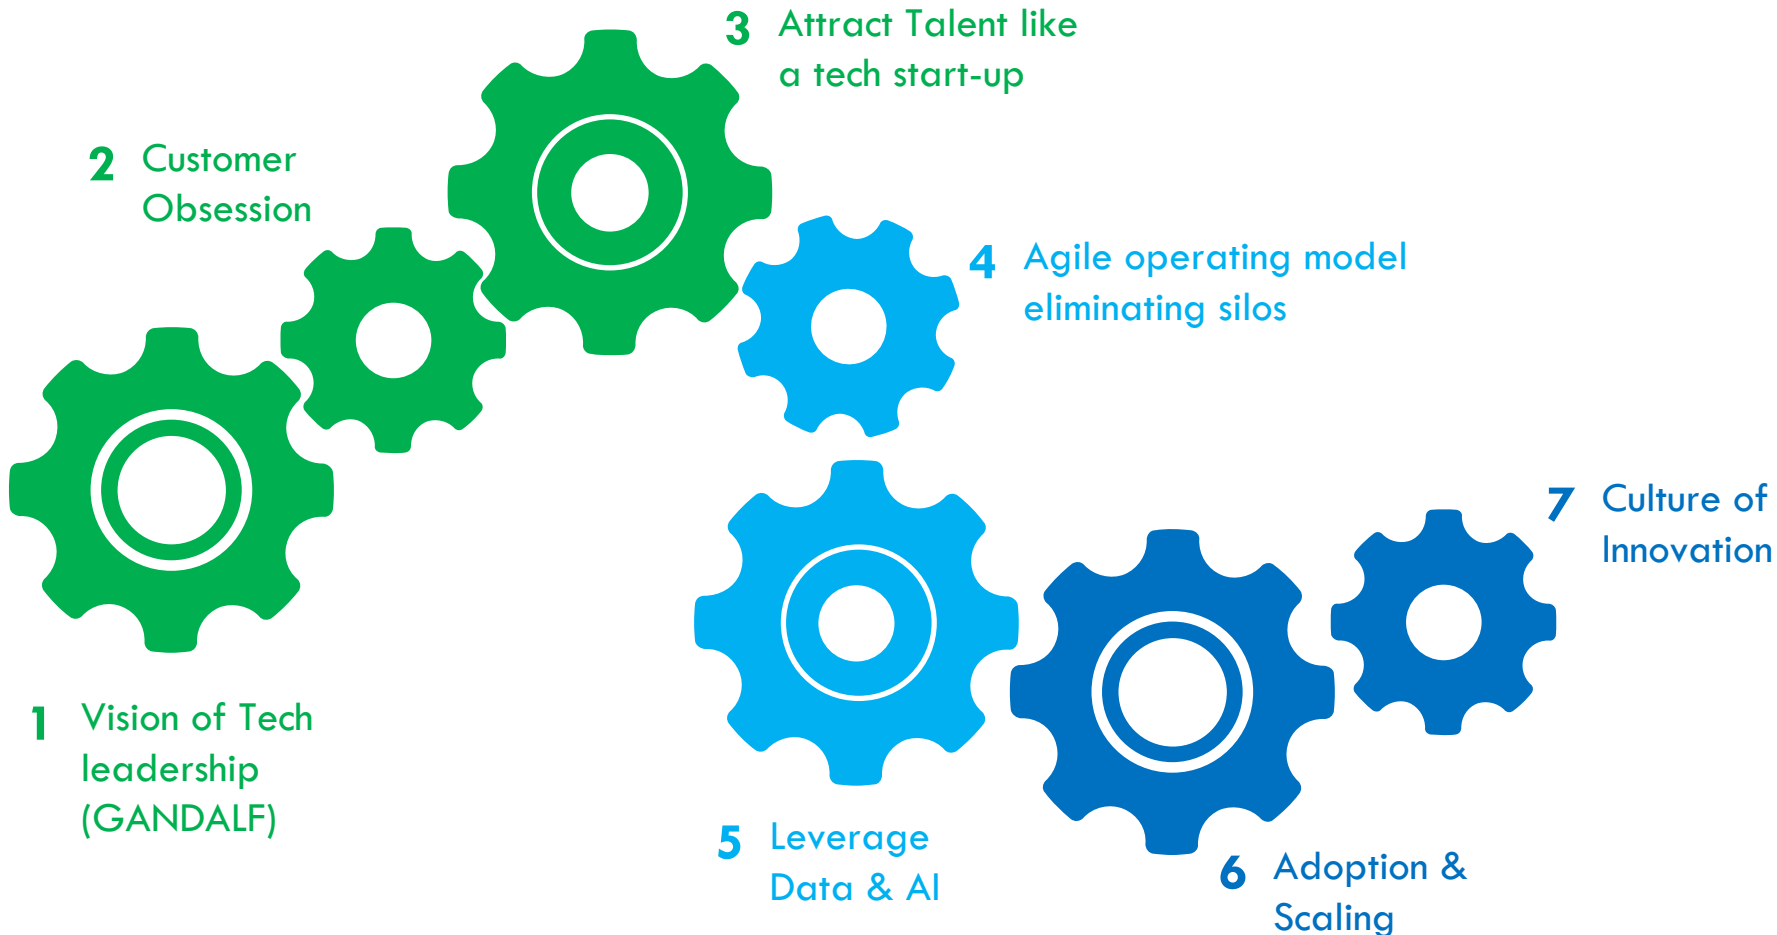 1 Vision of Tech
leadership
(GANDALF)
2 Customer
Obsession
3 Attract Talent like
a tech start-up
4 Agile operating model
eliminating silos
5 Leverage
Data & AI
6 Adoption &
Scaling
7 Culture of
Innovation